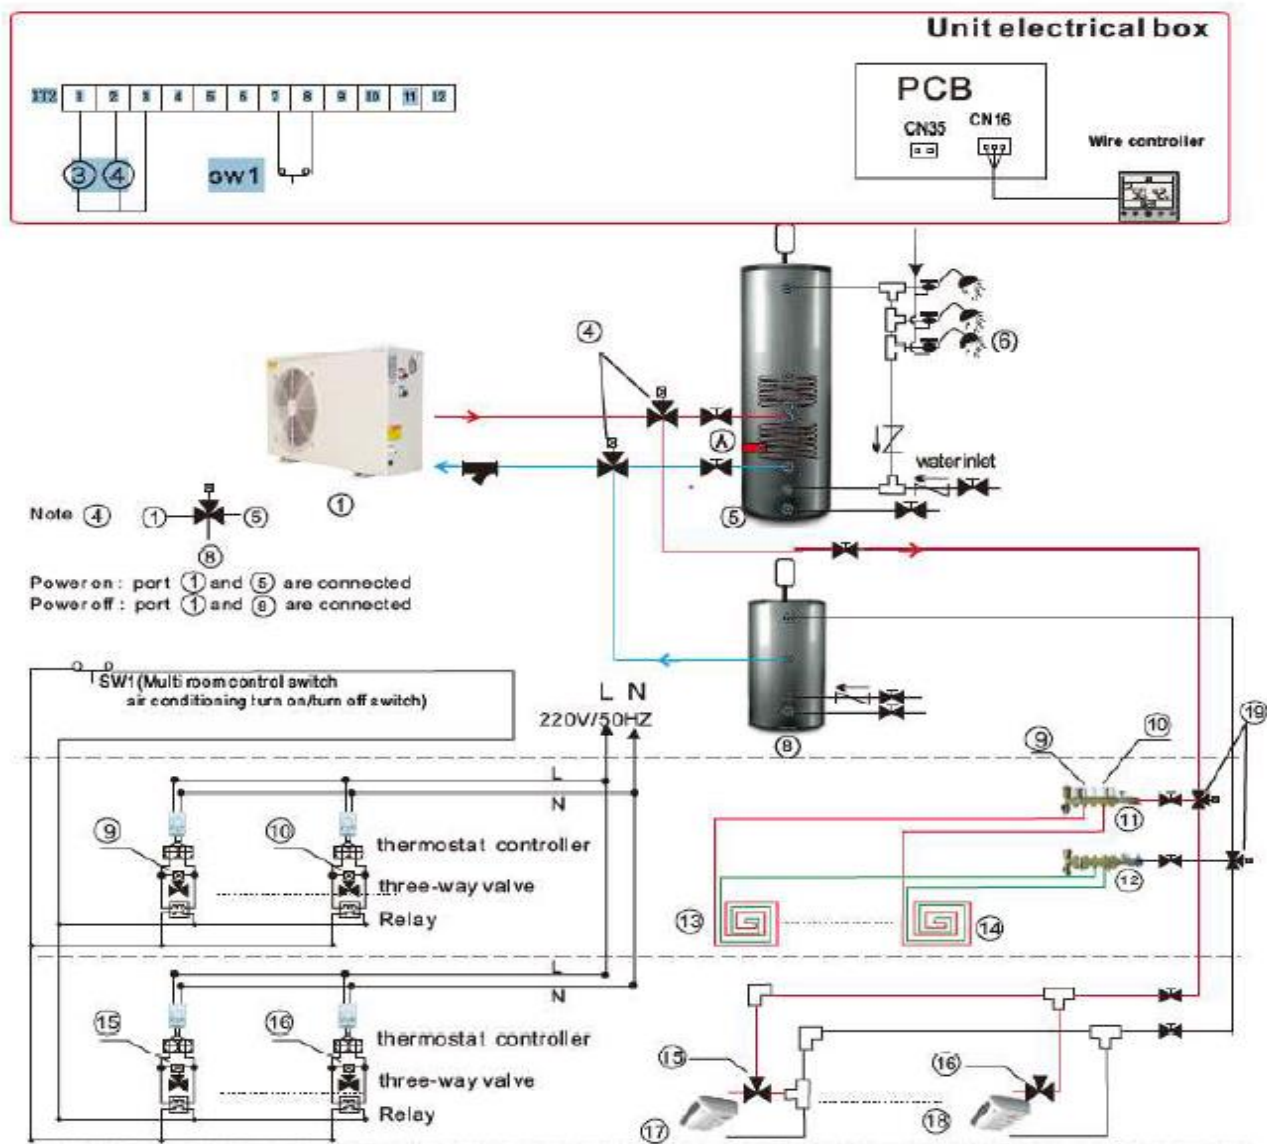 Unit electrical box
1 2 3 4 5 6 7 8 9 10 11 12
PCB
CN35
CN16
Wire controller
3 4
4
6
A
water inlet
5
1
Note 4
1 5
8
Power on : port 1 and 5 are connected
Power off : port 1 and 8 are connected
SW1(Multi room control switch
air conditioning turn on/turn off switch)
L N
220V/50HZ
8
9
10
19
L
N
11
12
9
10
thermostat controller
three-way valve
Relay
13
14
L
N
15
16
thermostat controller
three-way valve
Relay
15
16
17
18